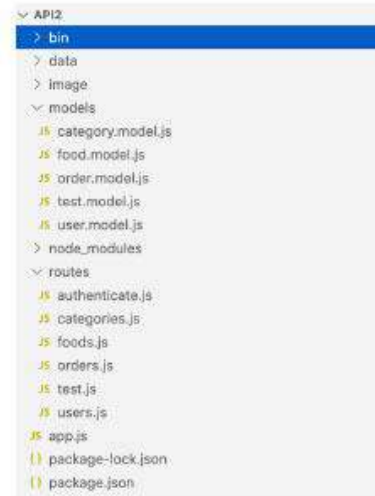 API2
bin
data
image
models
JS category.model.js
JS food.model.js
JS order.model.js
JS test.model.js
JS user.model.js
node_modules
routes
JS authenticate.js
JS categories.js
JS foods.js
JS orders.js
JS test.js
JS users.js
JS app.js
{} package-lock.json
{} package.json